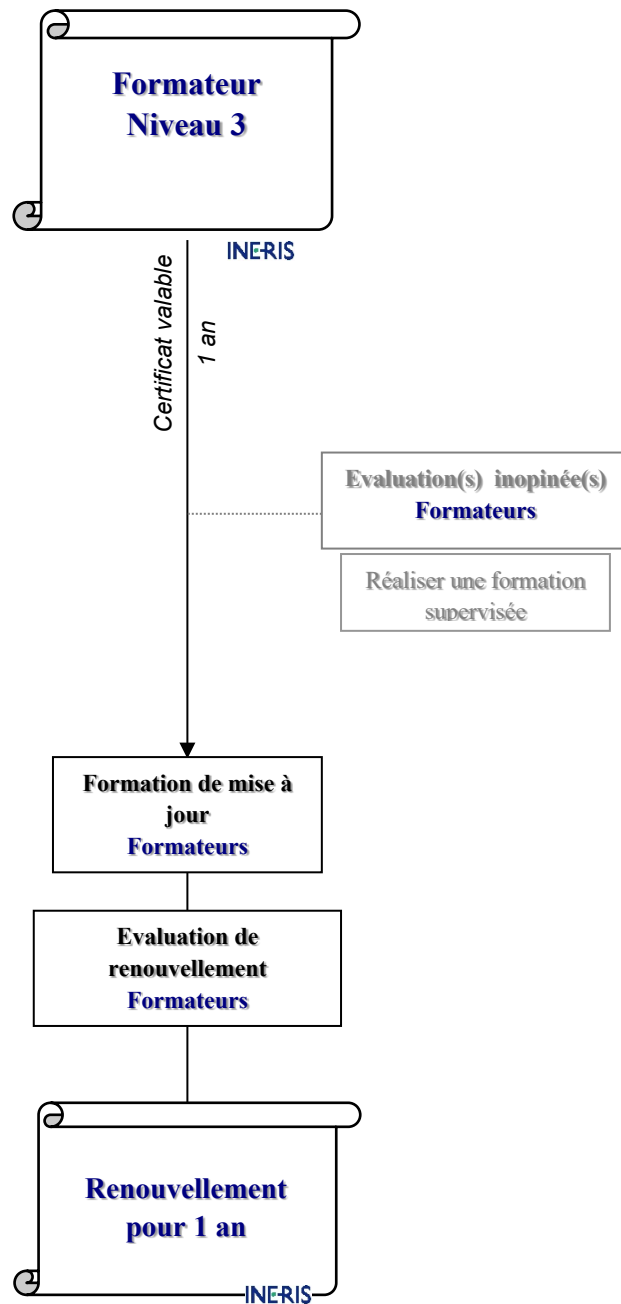 Formateur
Niveau 3
INERIS
Certificat valable
1 an
Evaluation(s) inopinée(s)
Formateurs
Réaliser une formation
supervisée
Formation de mise à
jour
Formateurs
Evaluation de
renouvellement
Formateurs
Renouvellement
pour 1 an
INERIS